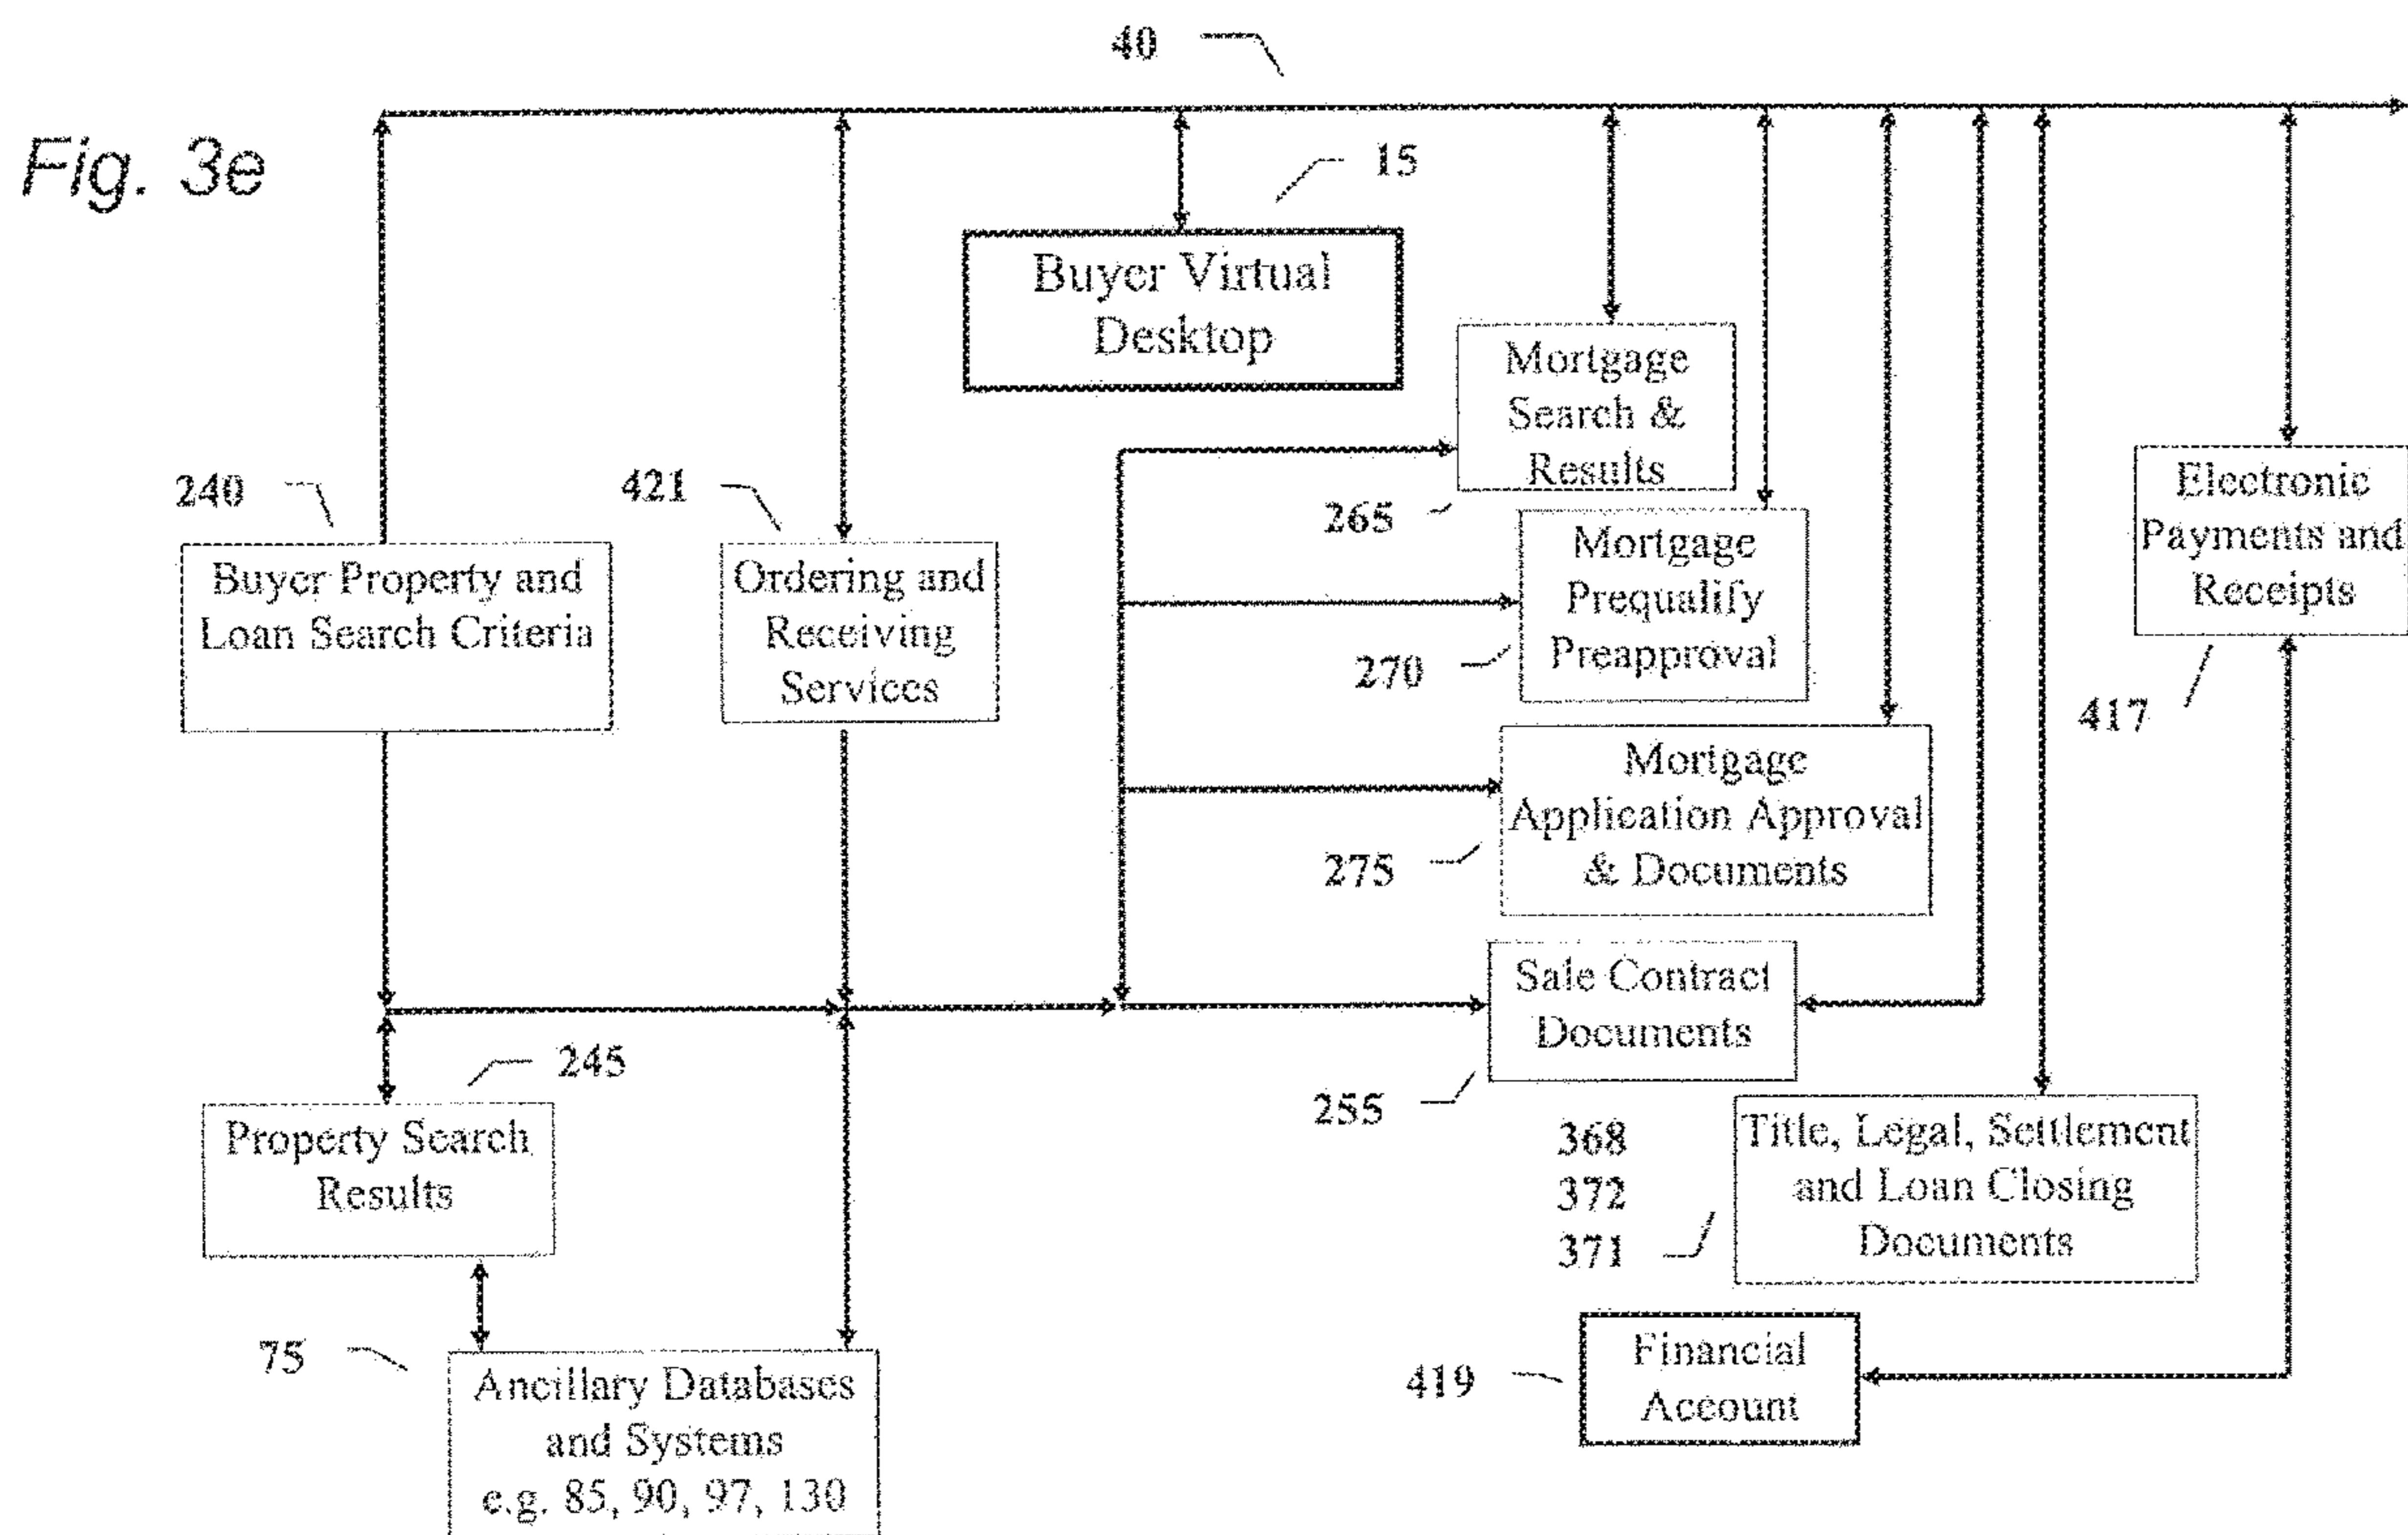 40
Fig. 3e
15
Buyer Virtual
Desktop
Mortgage
Search &
Results
265
240
421
Electronic
Payments and
Receipts
417
Buyer Property and
Loan Search Criteria
Ordering and
Receiving
Services
Mortgage
Prequalify
Preapproval
270
Mortgage
Application Approval
& Documents
275
Sale Contract
Documents
255
245
Property Search
Results
368
372
371
Title, Legal, Settlement
and Loan Closing
Documents
75
Ancillary Databases
and Systems
e.g. 85, 90, 97, 130
419
Financial
Account